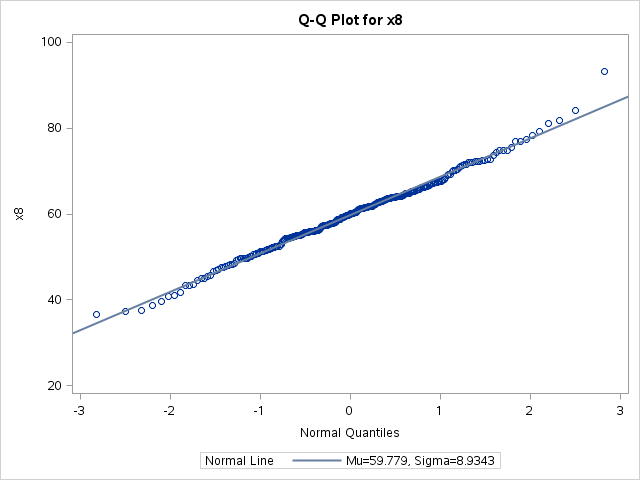 Q-Q Plot for x8
100
80
60
40
20
x8
-3 -2 -1 0 1 2 3
Normal Quantiles
Normal Line Mu=59.779, Sigma=8.9343